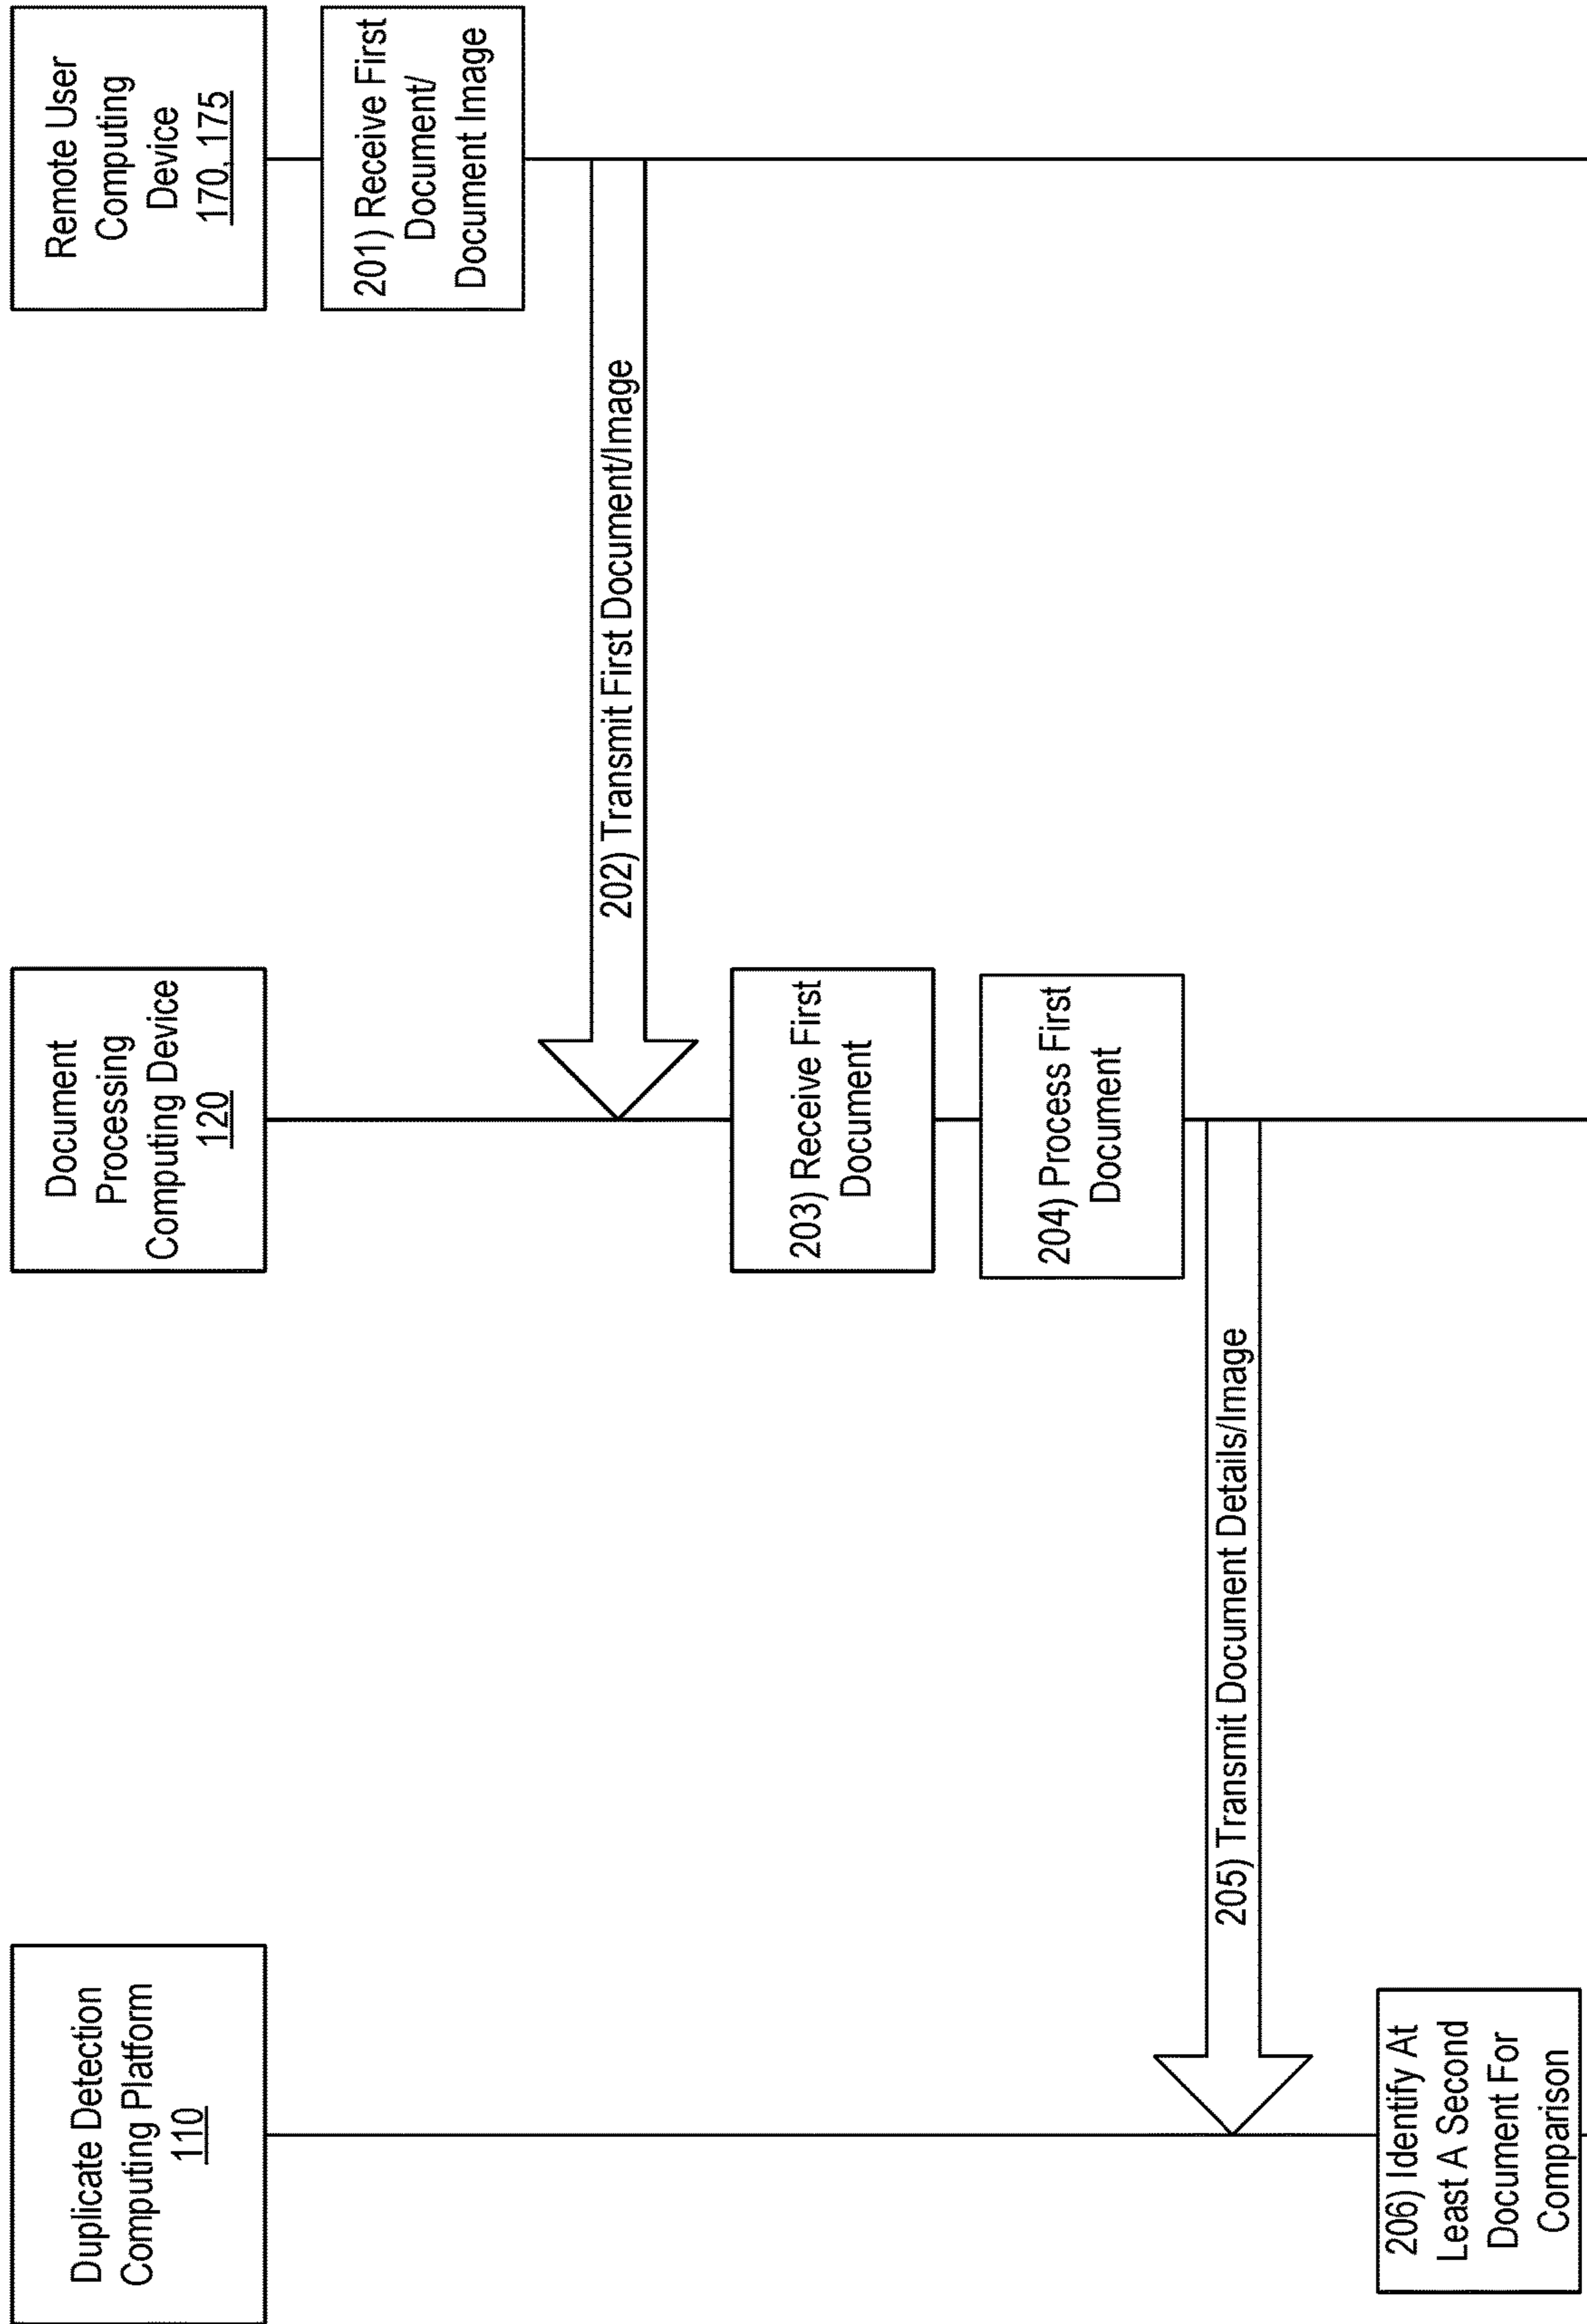 Duplicate Detection
Computing Platform
110
Document
Processing
Computing Device
120
Remote User
Computing
Device
170, 175
201) Receive First
Document/
Document Image
202) Transmit First Document/Image
203) Receive First
Document
204) Process First
Document
205) Transmit Document Details/Image
206) Identify At
Least A Second
Document For
Comparison